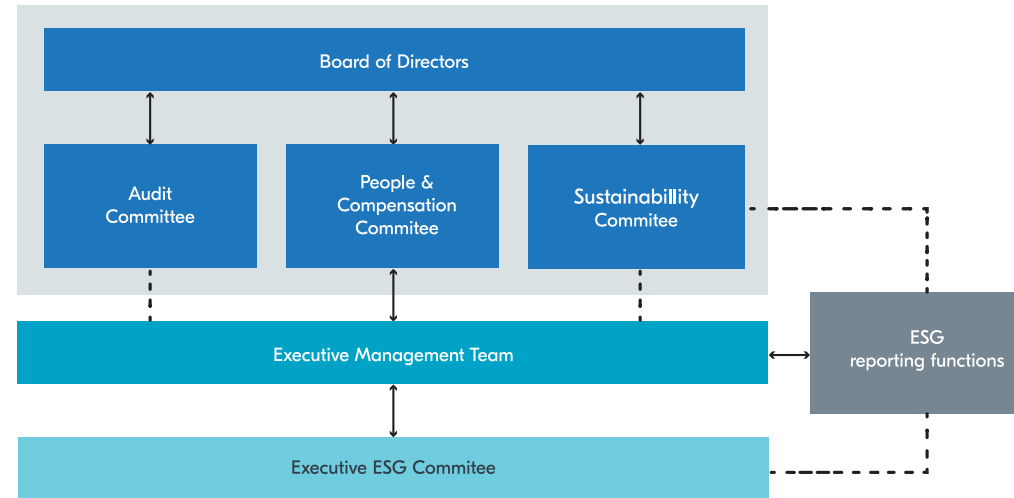 Board of Directors
Audit
Committee
People &
Compensation
Commitee
Sustainabillity
Commitee
Executive Management Team
ESG
reporting functions
Executive ESG Commitee